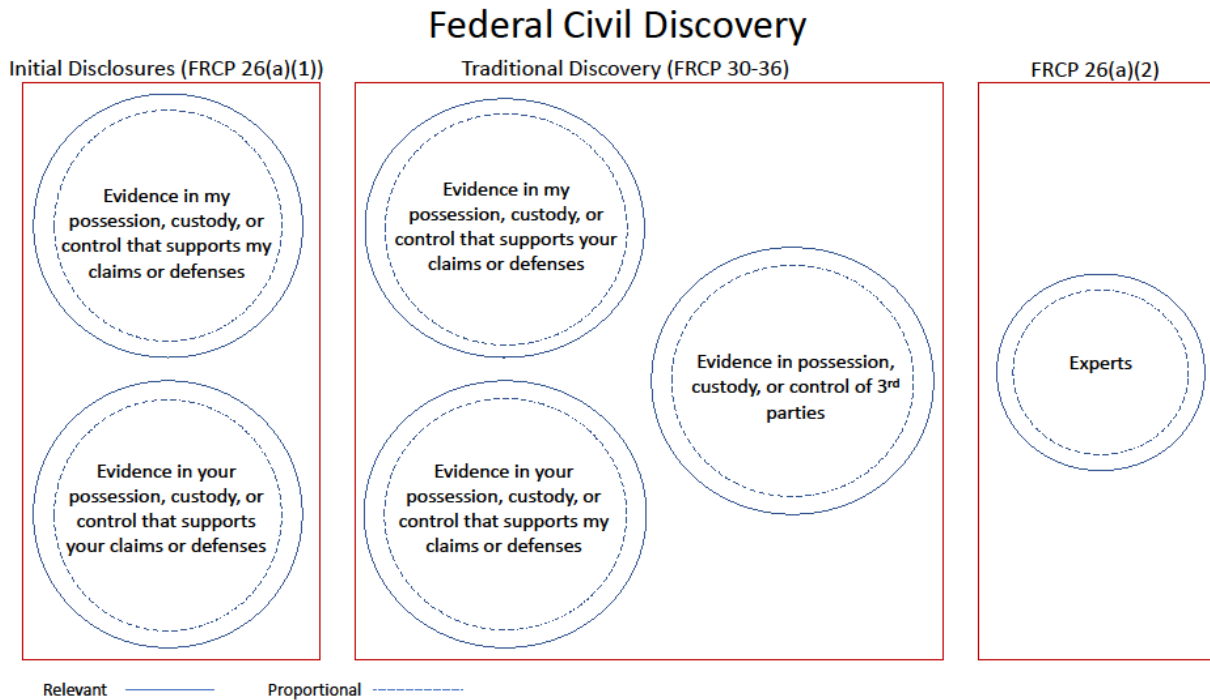 Federal Civil Discovery
Initial Disclosures (FRCP 26(a)(1))
Evidence in my
possession, custody, or
control that supports my
claims or defenses
Evidence in your
possession, custody, or
control that supports
your claims or defenses
Traditional Discovery (FRCP 30-36)
Evidence in my
possession, custody, or
control that supports your
claims or defenses
Evidence in your
possession, custody, or
control that supports my
claims or defenses
Evidence in possession,
custody, or control of 3rd
parties
FRCP 26(a)(2)
Experts
Relevant
Proportional